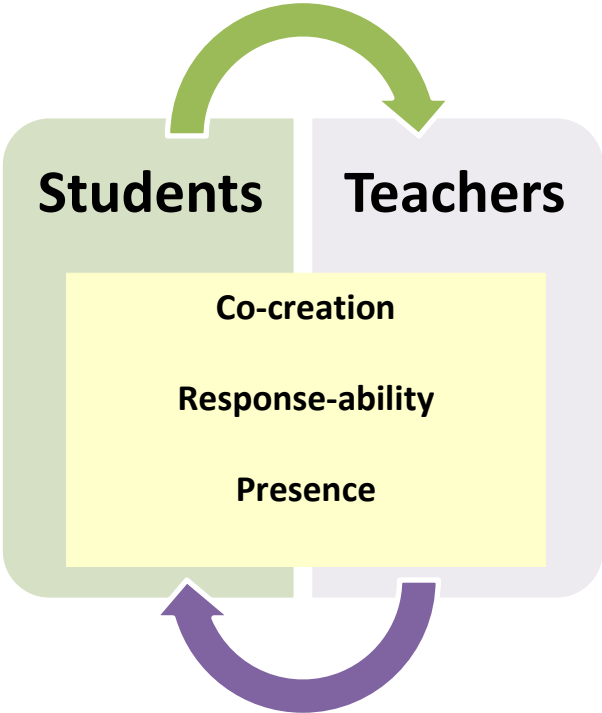 Students
Teachers
Co-creation
Response-ability
Presence